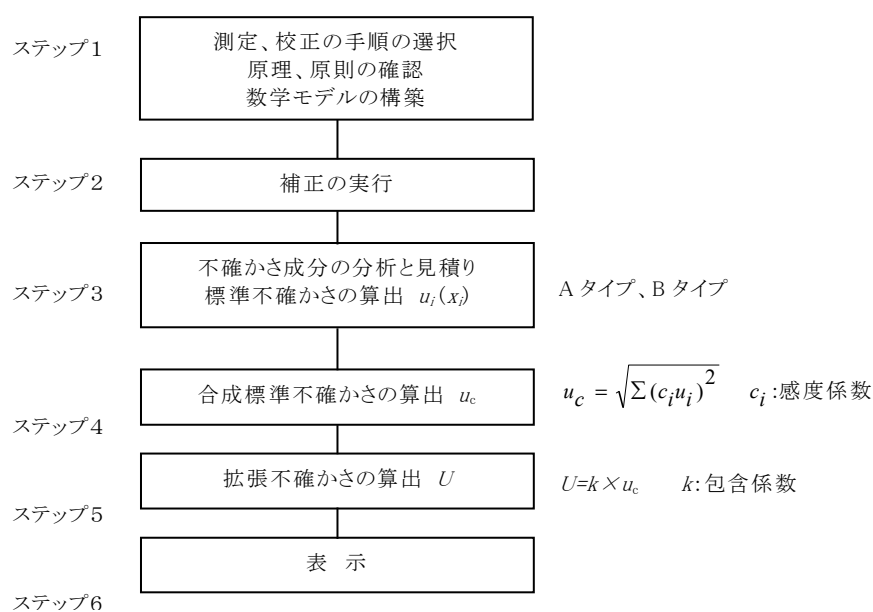 ステップ1
測定、校正の手順の選択
原理、原則の確認
数学モデルの構築
ステップ2
補正の実行
ステップ3
不確かさ成分の分析と見積り
標準不確かさの算出 uᵢ(xᵢ)
Aタイプ、Bタイプ
ステップ4
合成標準不確かさの算出 u_c
u_c = √Σ(cᵢuᵢ)² cᵢ:感度係数
ステップ5
拡張不確かさの算出 U
U=k×u_c k:包含係数
ステップ6
表 示